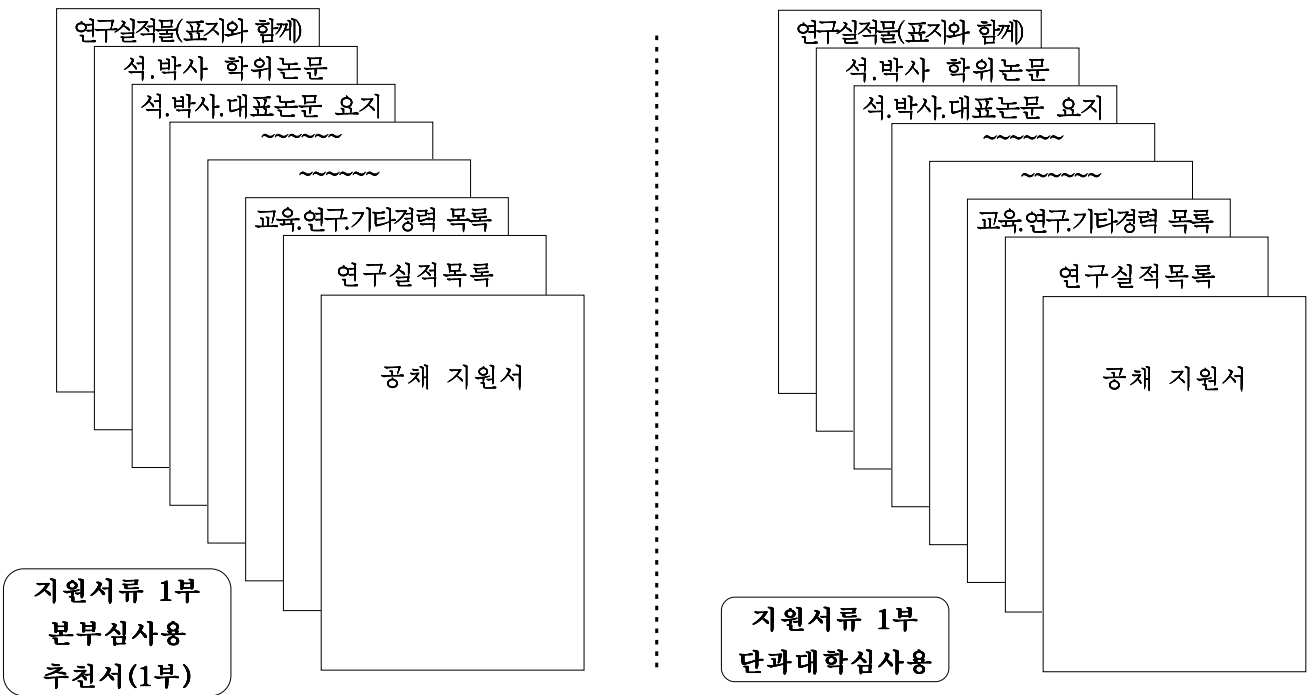 연구실적물(표지와 함께)
석.박사 학위논문
석.박사.대표논문 요지
~~~~~~
~~~~~~
교육.연구.기타경력 목록
연구실적목록
공채 지원서
지원서류 1부
본부심사용
추천서(1부)
연구실적물(표지와 함께)
석.박사 학위논문
석.박사.대표논문 요지
~~~~~~
~~~~~~
교육.연구.기타경력 목록
연구실적목록
공채 지원서
지원서류 1부
단과대학심사용